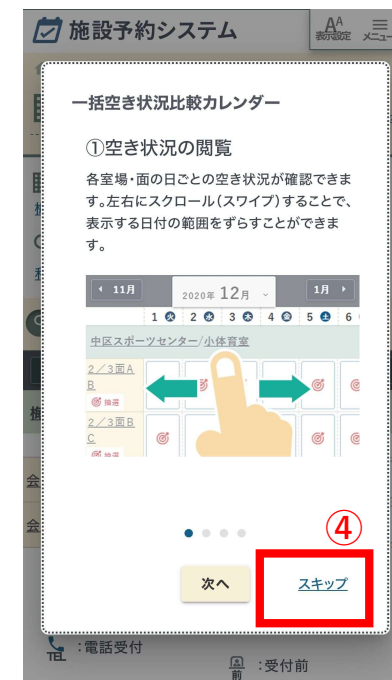 施設予約システム
AA
表示設定 メニュー
一括空き状況比較カレンダー
①空き状況の閲覧
各室場・面の日ごとの空き状況が確認できま
す。左右にスクロール(スワイプ)することで、
表示する日付の範囲をずらすことができま
す。
11月 2020年 12月 1月
1 火 2 水 3 木 4 金 5 土 6
中区スポーツセンター/小体育室
2/3面A
B
抽選
2/3面B
C
抽選
会
会
④
次へ スキップ
TEL :電話受付
前 :受付前